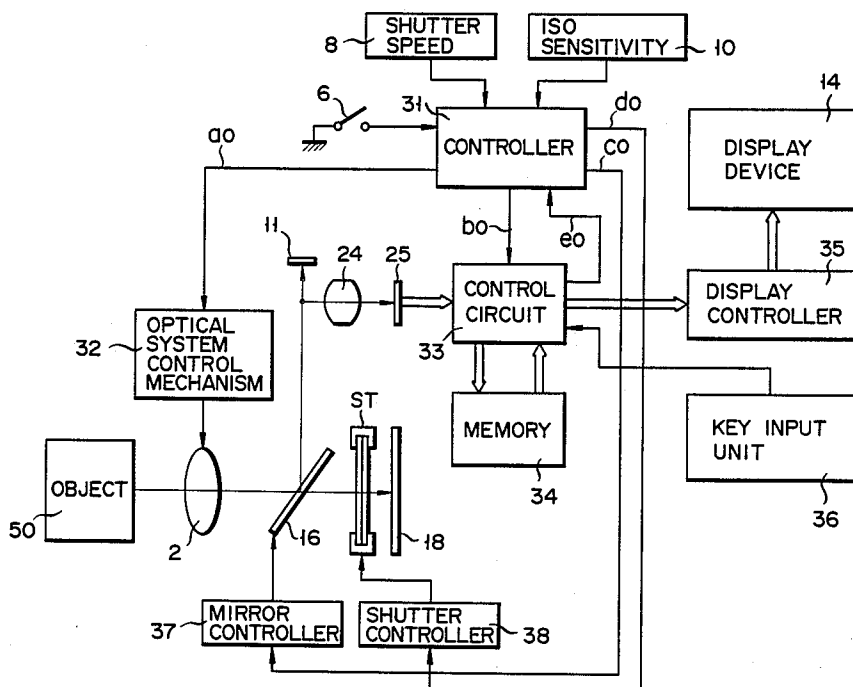 SHUTTER
SPEED
8
ISO
SENSITIVITY
10
6
31
CONTROLLER
do
co
14
DISPLAY
DEVICE
ao
bo
eo
11
24
25
CONTROL
CIRCUIT
33
35
DISPLAY
CONTROLLER
32
OPTICAL
SYSTEM
CONTROL
MECHANISM
ST
MEMORY
34
KEY INPUT
UNIT
36
OBJECT
50
2
16
18
37
MIRROR
CONTROLLER
SHUTTER
CONTROLLER
38